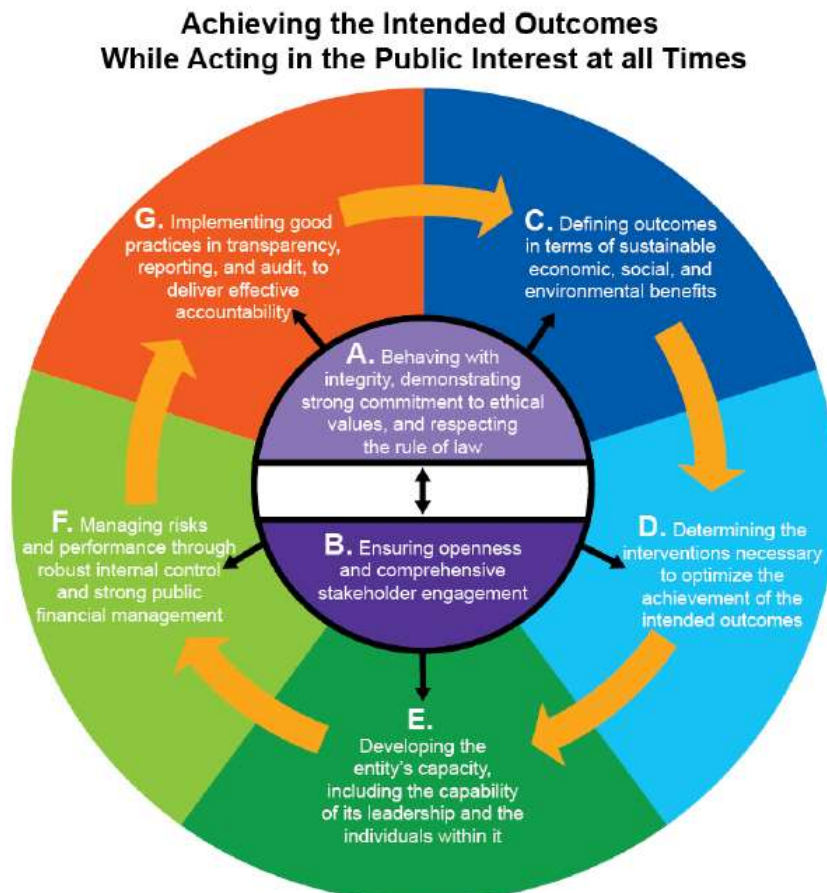 Achieving the Intended Outcomes
While Acting in the Public Interest at all Times
G. Implementing good
practices in transparency,
reporting, and audit, to
deliver effective
accountability
C. Defining outcomes
in terms of sustainable
economic, social, and
environmental benefits
A. Behaving with
integrity, demonstrating
strong commitment to ethical
values, and respecting
the rule of law
B. Ensuring openness
and comprehensive
stakeholder engagement
D. Determining the
interventions necessary
to optimize the
achievement of the
intended outcomes
E.
Developing the
entity's capacity,
including the capability
of its leadership and the
individuals within it
F. Managing risks
and performance through
robust internal control
and strong public
financial management